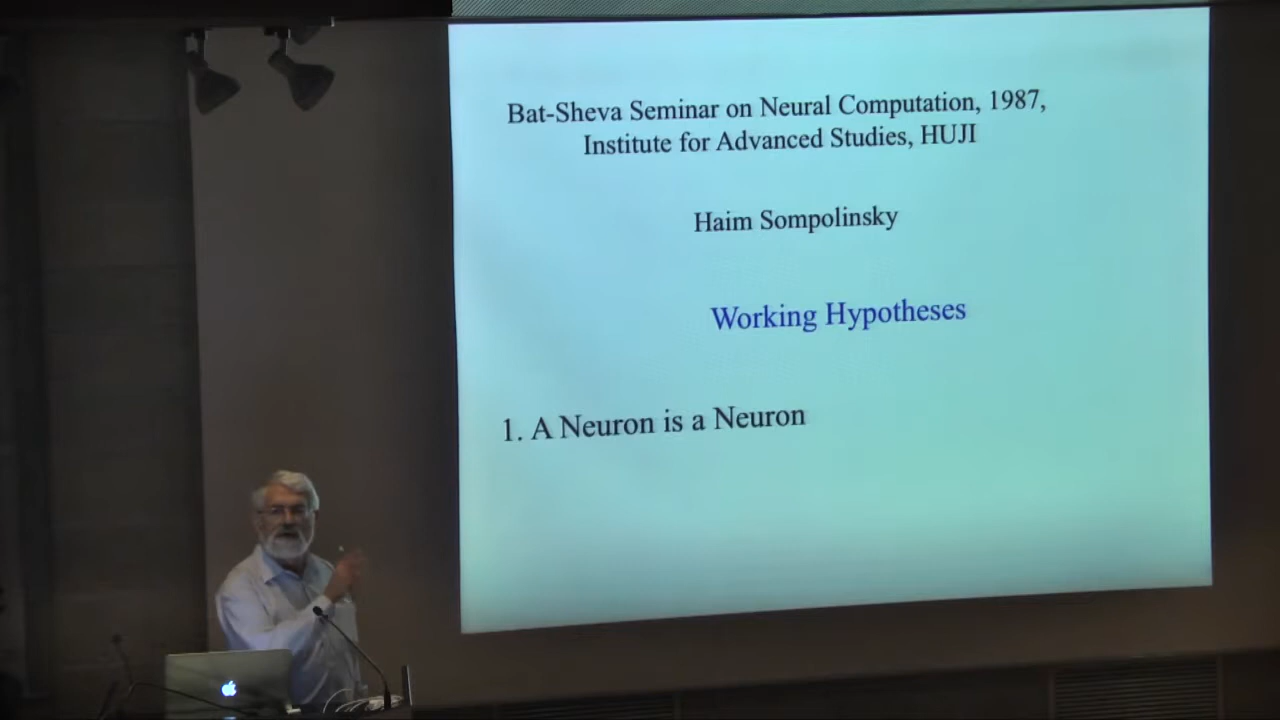 Bat-Sheva Seminar on Neural Computation, 1987,
Institute for Advanced Studies, HUJI
Haim Sompolinsky
Working Hypotheses
1. A Neuron is a Neuron